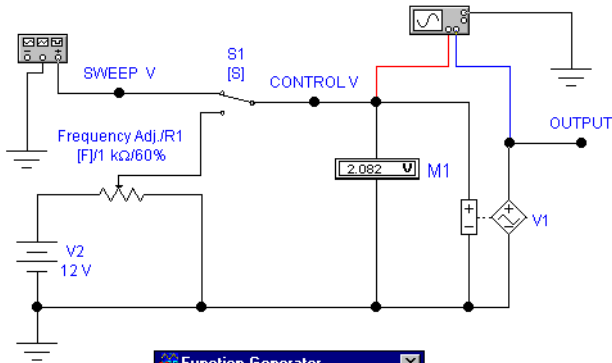 SWEEP V
S1
[S]
CONTROL V
OUTPUT
Frequency Adj./R1
[F]/1 kΩ/60%
2.082 V
M1
V1
V2
12 V
Function Generator